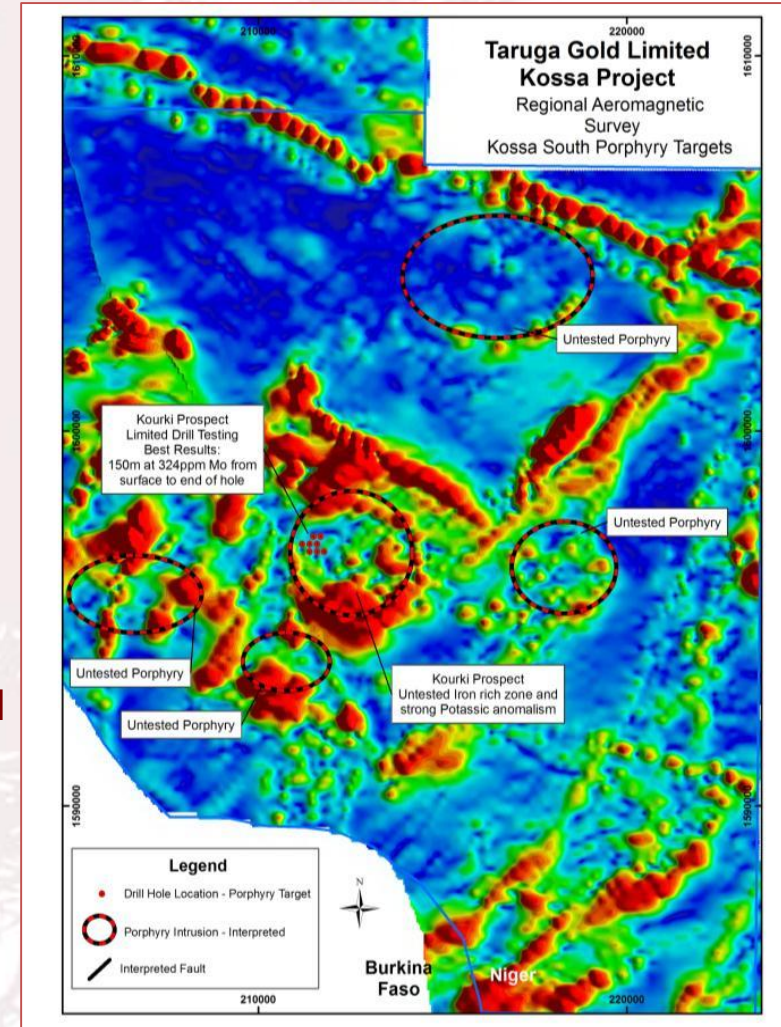 210000
220000
1610000
1610000
Taruga Gold Limited
Kossa Project
Regional Aeromagnetic
Survey
Kossa South Porphyry Targets
Untested Porphyry
1600000
1600000
Kourki Prospect
Limited Drill Testing
Best Results:
150m at 324ppm Mo from
surface to end of hole
Untested Porphyry
Untested Porphyry
Kourki Prospect
Untested Iron rich zone and
strong Potassic anomalism
Untested Porphyry
1590000
1590000
Legend
Drill Hole Location - Porphyry Target
Porphyry Intrusion - Interpreted
Interpreted Fault
N
Burkina
Faso
Niger
210000
220000